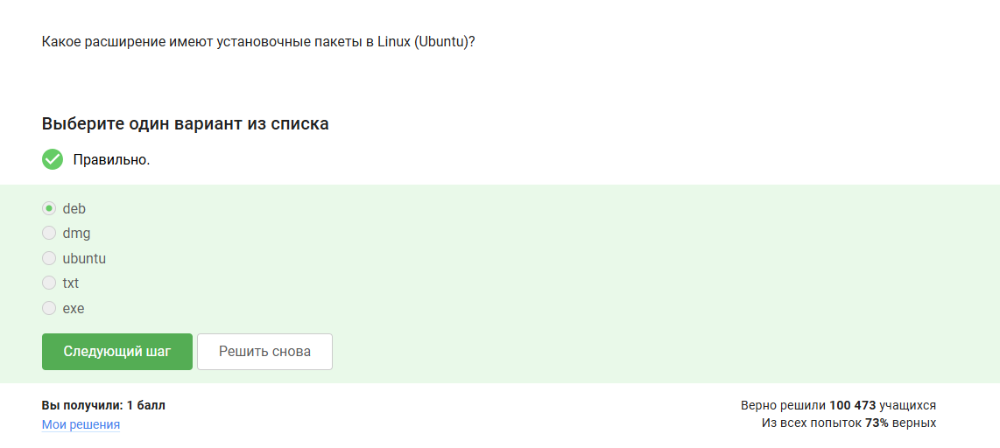 Какое расширение имеют установочные пакеты в Linux (Ubuntu)?
Выберите один вариант из списка
Правильно.
deb
dmg
ubuntu
txt
exe
Следующий шаг
Решить снова
Вы получили: 1 балл
Мои решения
Верно решили 100 473 учащихся
Из всех попыток 73% верных